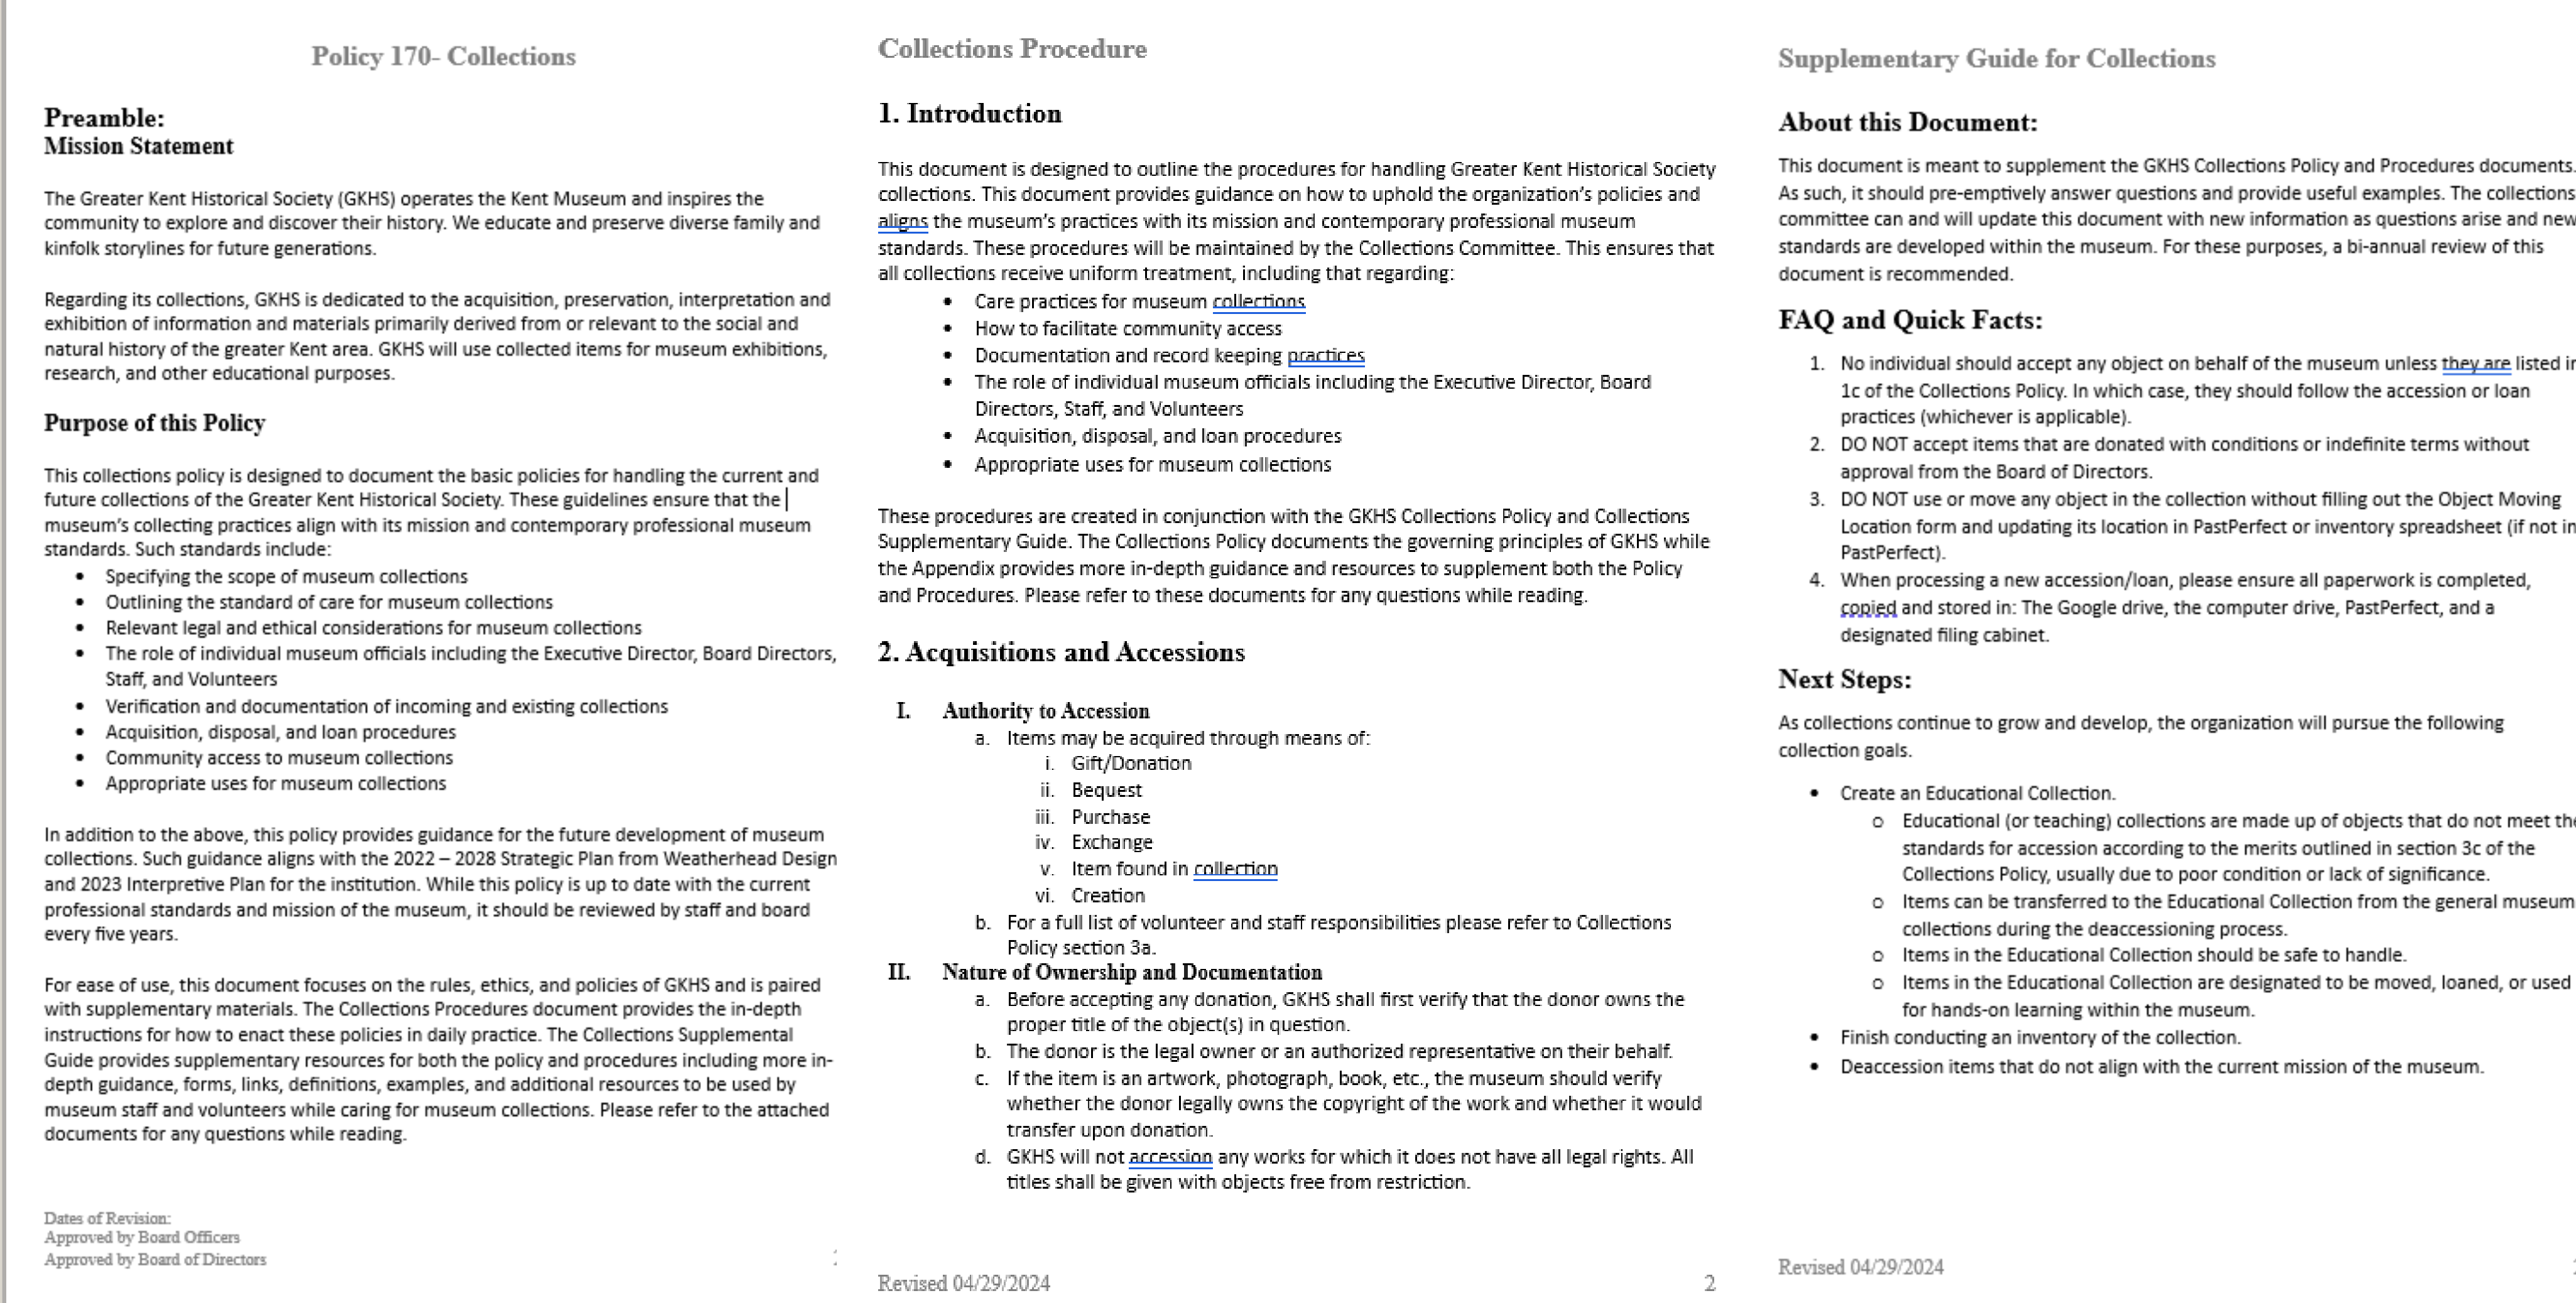 Policy 170- Collections
Preamble:
Mission Statement
The Greater Kent Historical Society (GKHS) operates the Kent Museum and inspires the
community to explore and discover their history. We educate and preserve diverse family and
kinfolk storylines for future generations.
Regarding its collections, GKHS is dedicated to the acquisition, preservation, interpretation and
exhibition of information and materials primarily derived from or relevant to the social and
natural history of the greater Kent area. GKHS will use collected items for museum exhibitions,
research, and other educational purposes.
Purpose of this Policy
This collections policy is designed to document the basic policies for handling the current and
future collections of the Greater Kent Historical Society. These guidelines ensure that the
museum's collecting practices align with its mission and contemporary professional museum
standards. Such standards include:
• Specifying the scope of museum collections
• Outlining the standard of care for museum collections
• Relevant legal and ethical considerations for museum collections
• The role of individual museum officials including the Executive Director, Board Directors,
Staff, and Volunteers
• Verification and documentation of incoming and existing collections
• Acquisition, disposal, and loan procedures
• Community access to museum collections
• Appropriate uses for museum collections
In addition to the above, this policy provides guidance for the future development of museum
collections. Such guidance aligns with the 2022 – 2028 Strategic Plan from Weatherhead Design
and 2023 Interpretive Plan for the institution. While this policy is up to date with the current
professional standards and mission of the museum, it should be reviewed by staff and board
every five years.
For ease of use, this document focuses on the rules, ethics, and policies of GKHS and is paired
with supplementary materials. The Collections Procedures document provides the in-depth
instructions for how to enact these policies in daily practice. The Collections Supplemental
Guide provides supplementary resources for both the policy and procedures including more in-
depth guidance, forms, links, definitions, examples, and additional resources to be used by
museum staff and volunteers while caring for museum collections. Please refer to the attached
documents for any questions while reading.
Dates of Revision:
Approved by Board Officers
Approved by Board of Directors
Collections Procedure
1. Introduction
This document is designed to outline the procedures for handling Greater Kent Historical Society
collections. This document provides guidance on how to uphold the organization's policies and
aligns the museum's practices with its mission and contemporary professional museum
standards. These procedures will be maintained by the Collections Committee. This ensures that
all collections receive uniform treatment, including that regarding:
• Care practices for museum collections
• How to facilitate community access
• Documentation and record keeping practices
• The role of individual museum officials including the Executive Director, Board
Directors, Staff, and Volunteers
• Acquisition, disposal, and loan procedures
• Appropriate uses for museum collections
These procedures are created in conjunction with the GKHS Collections Policy and Collections
Supplementary Guide. The Collections Policy documents the governing principles of GKHS while
the Appendix provides more in-depth guidance and resources to supplement both the Policy
and Procedures. Please refer to these documents for any questions while reading.
2. Acquisitions and Accessions
I. Authority to Accession
a. Items may be acquired through means of:
i. Gift/Donation
ii. Bequest
iii. Purchase
iv. Exchange
v. Item found in collection
vi. Creation
b. For a full list of volunteer and staff responsibilities please refer to Collections
Policy section 3a.
II. Nature of Ownership and Documentation
a. Before accepting any donation, GKHS shall first verify that the donor owns the
proper title of the object(s) in question.
b. The donor is the legal owner or an authorized representative on their behalf.
c. If the item is an artwork, photograph, book, etc., the museum should verify
whether the donor legally owns the copyright of the work and whether it would
transfer upon donation.
d. GKHS will not accession any works for which it does not have all legal rights. All
titles shall be given with objects free from restriction.
Revised 04/29/2024
2
Supplementary Guide for Collections
About this Document:
This document is meant to supplement the GKHS Collections Policy and Procedures documents.
As such, it should pre-emptively answer questions and provide useful examples. The collections
committee can and will update this document with new information as questions arise and new
standards are developed within the museum. For these purposes, a bi-annual review of this
document is recommended.
FAQ and Quick Facts:
1. No individual should accept any object on behalf of the museum unless they are listed in
1c of the Collections Policy. In which case, they should follow the accession or loan
practices (whichever is applicable).
2. DO NOT accept items that are donated with conditions or indefinite terms without
approval from the Board of Directors.
3. DO NOT use or move any object in the collection without filling out the Object Moving
Location form and updating its location in PastPerfect or inventory spreadsheet (if not in
PastPerfect).
4. When processing a new accession/loan, please ensure all paperwork is completed,
copied and stored in: The Google drive, the computer drive, PastPerfect, and a
designated filing cabinet.
Next Steps:
As collections continue to grow and develop, the organization will pursue the following
collection goals.
• Create an Educational Collection.
o Educational (or teaching) collections are made up of objects that do not meet the
standards for accession according to the merits outlined in section 3c of the
Collections Policy, usually due to poor condition or lack of significance.
o Items can be transferred to the Educational Collection from the general museum
collections during the deaccessioning process.
o Items in the Educational Collection should be safe to handle.
o Items in the Educational Collection are designated to be moved, loaned, or used
for hands-on learning within the museum.
• Finish conducting an inventory of the collection.
• Deaccession items that do not align with the current mission of the museum.
Revised 04/29/2024